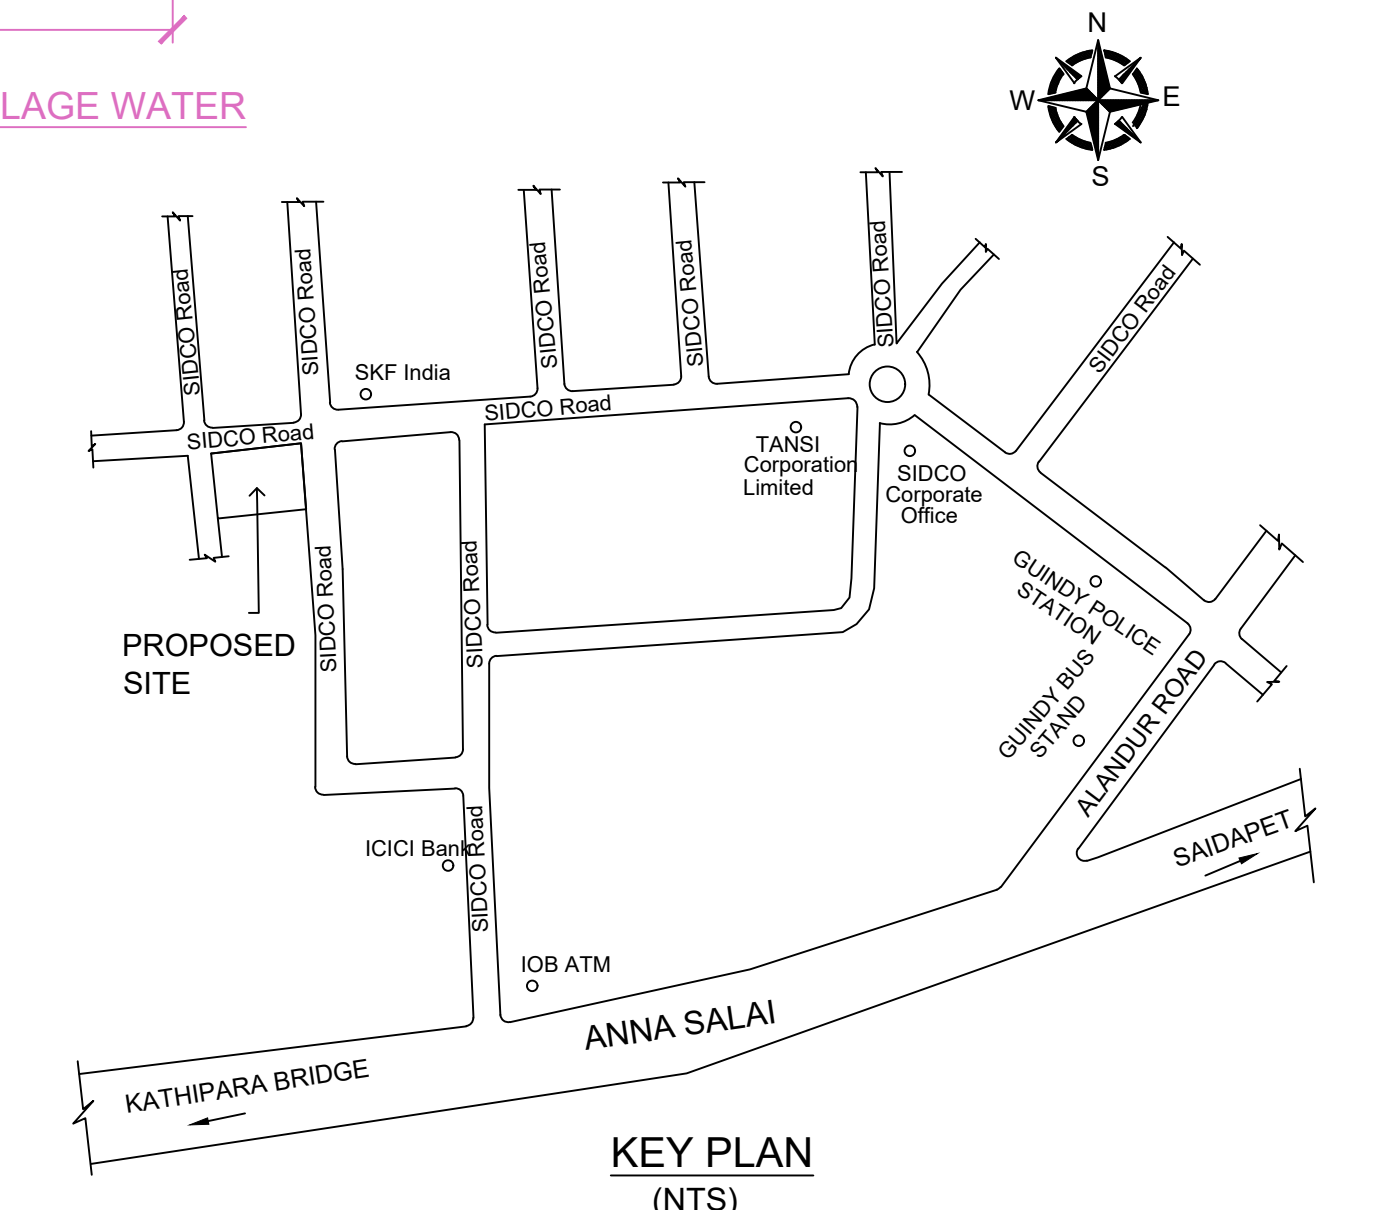 N
W E
S
LAGE WATER
SIDCO Road
SIDCO Road
SIDCO Road
SIDCO Road
SIDCO Road
SIDCO Road
SKF India
SIDCO Road
SIDCO Road
TANSI
Corporation
Limited
SIDCO
Corporate
Office
GUINDY POLICE
STATION
GUINDY BUS
STAND
ALANDUR ROAD
PROPOSED
SITE
SIDCO Road
SIDCO Road
ICICI Bank
SIDCO Road
IOB ATM
SAIDAPET
ANNA SALAI
KATHIPARA BRIDGE
KEY PLAN
(NTS)